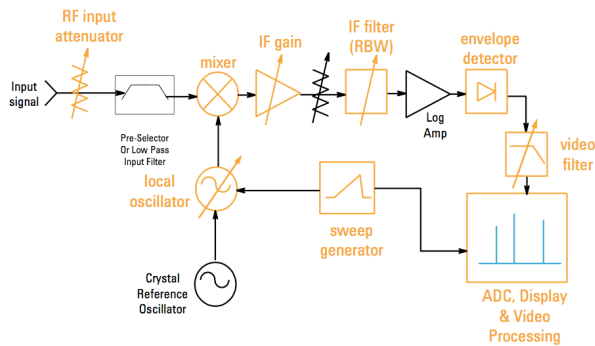 RF input
attenuator
Input
signal
Pre-Selector
Or Low Pass
Input Filter
mixer
IF gain
IF filter
(RBW)
Log
Amp
envelope
detector
video
filter
local
oscillator
sweep
generator
Crystal
Reference
Oscillator
ADC, Display
& Video
Processing